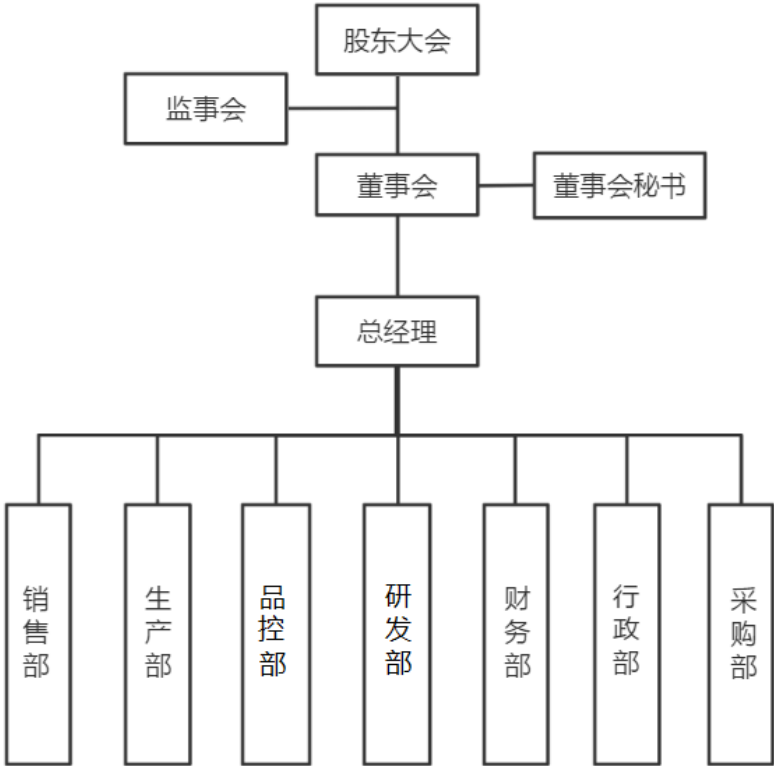 股东大会
监事会
董事会
董事会秘书
总经理
销售部
生产部
品控部
研发部
财务部
行政部
采购部